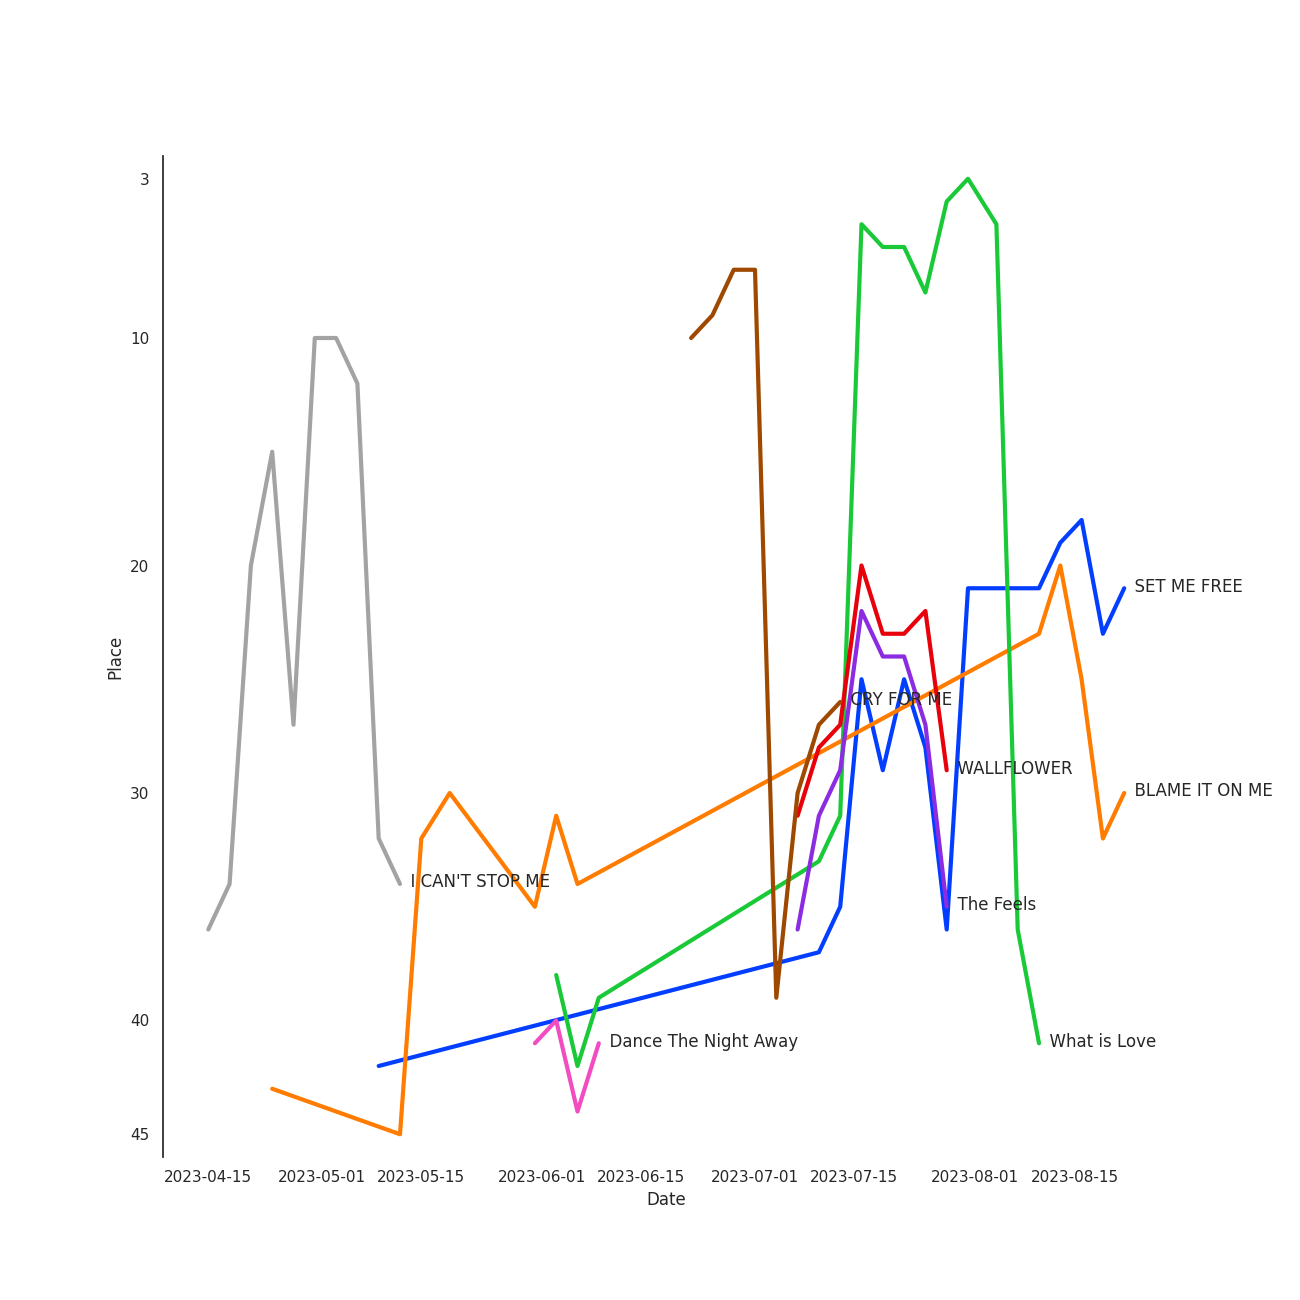 3
10
20
30
40
45
Place
SET ME FREE
CRY FOR ME
WALLFLOWER
BLAME IT ON ME
I CAN'T STOP ME
The Feels
Dance The Night Away
What is Love
2023-04-15 2023-05-01 2023-05-15 2023-06-01 2023-06-15 2023-07-01 2023-07-15 2023-08-01 2023-08-15
Date